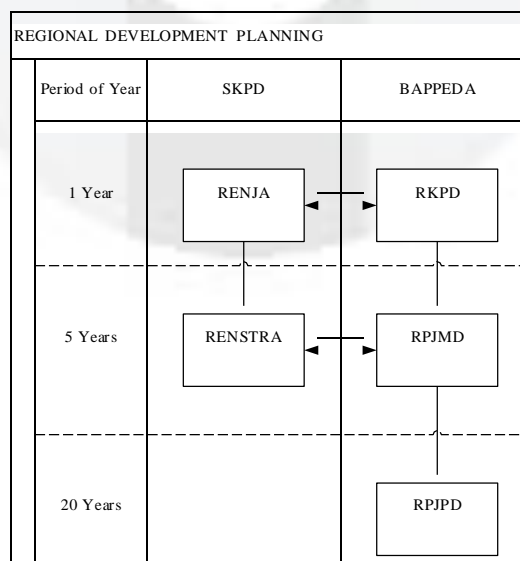 REGIONAL DEVELOPMENT PLANNING
Period of Year SKPD BAPPEDA
1 Year RENJA RKPD
5 Years RENSTRA RPJMD
20 Years RPJPD